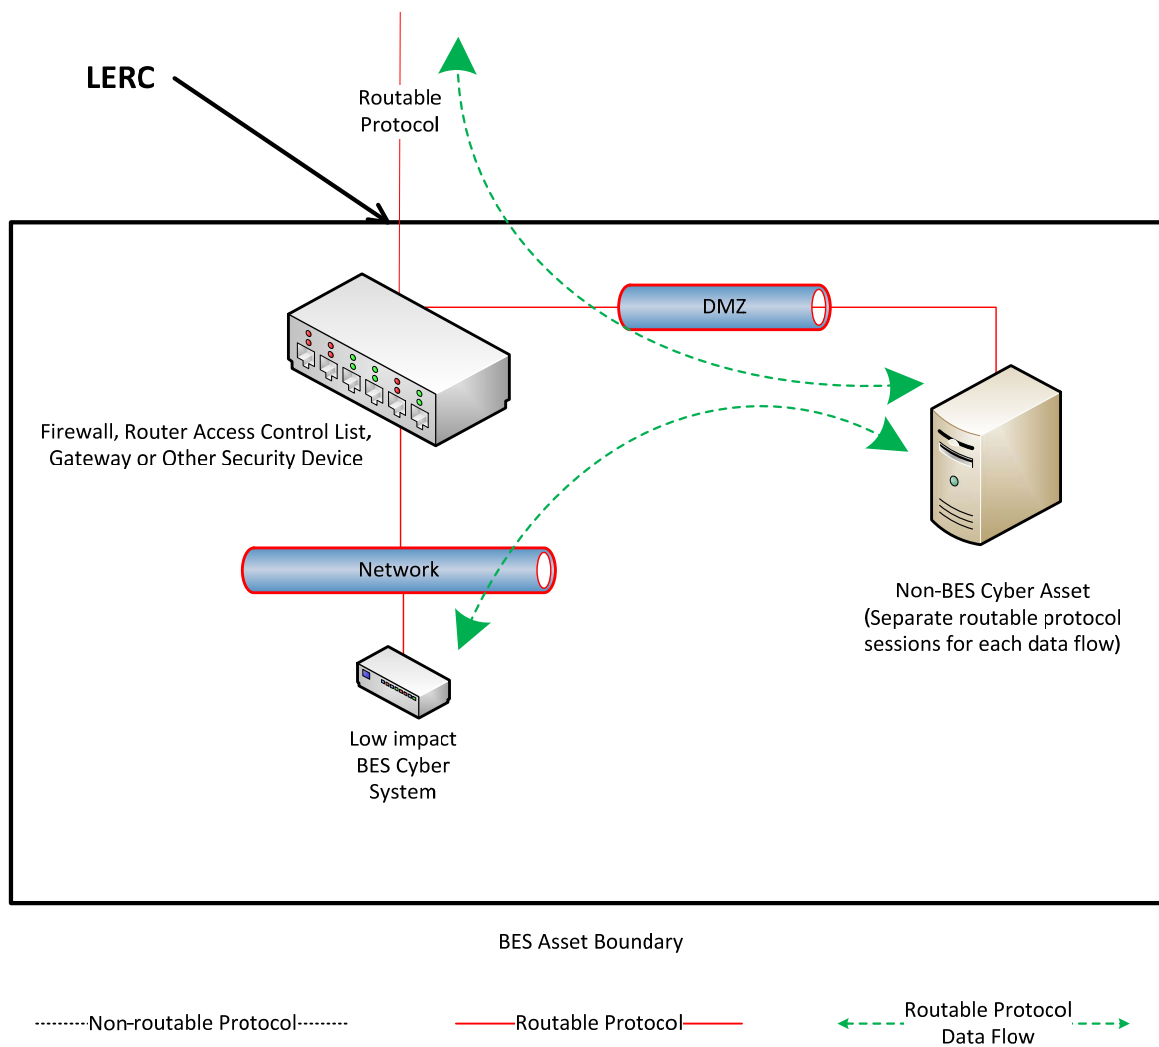 LERC
Routable
Protocol
DMZ
Firewall, Router Access Control List,
Gateway or Other Security Device
Network
Non-BES Cyber Asset
(Separate routable protocol
sessions for each data flow)
Low impact
BES Cyber
System
BES Asset Boundary
Non-routable Protocol
Routable Protocol
Routable Protocol
Data Flow